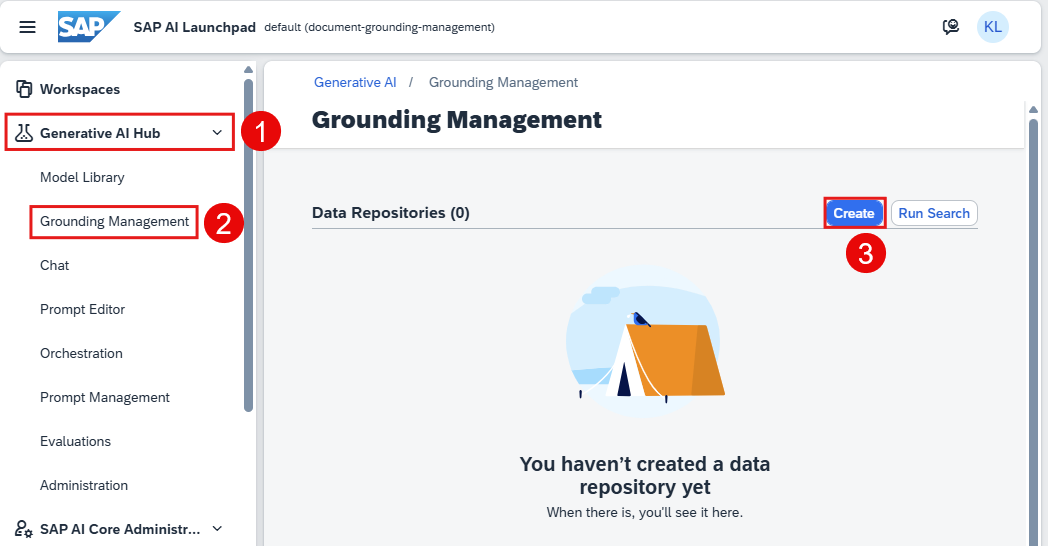 SAP SAP AI Launchpad default (document-grounding-management) KL
Workspaces
Generative AI Hub 1
Model Library
Grounding Management 2
Chat
Prompt Editor
Orchestration
Prompt Management
Evaluations
Administration
SAP AI Core Administr...
Generative AI / Grounding Management
Grounding Management
Data Repositories (0) Create Run Search
3
You haven’t created a data
repository yet
When there is, you'll see it here.